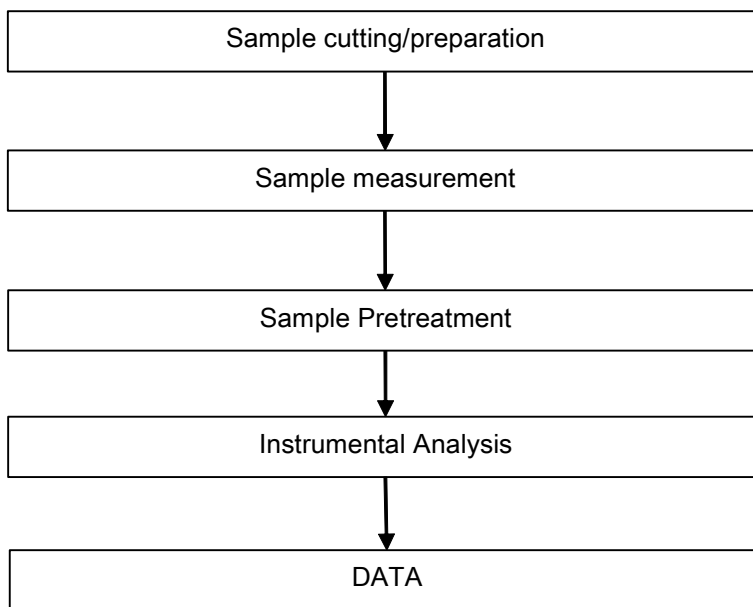 Sample cutting/preparation
Sample measurement
Sample Pretreatment
Instrumental Analysis
DATA